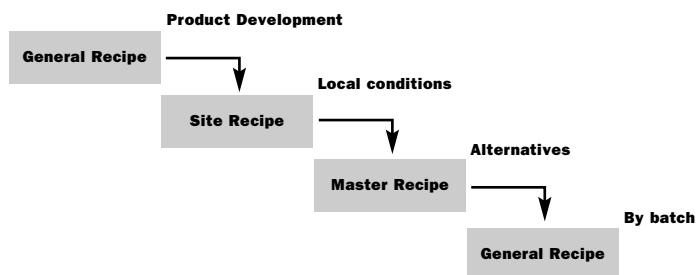 Product Development
General Recipe
Local conditions
Site Recipe
Alternatives
Master Recipe
By batch
General Recipe